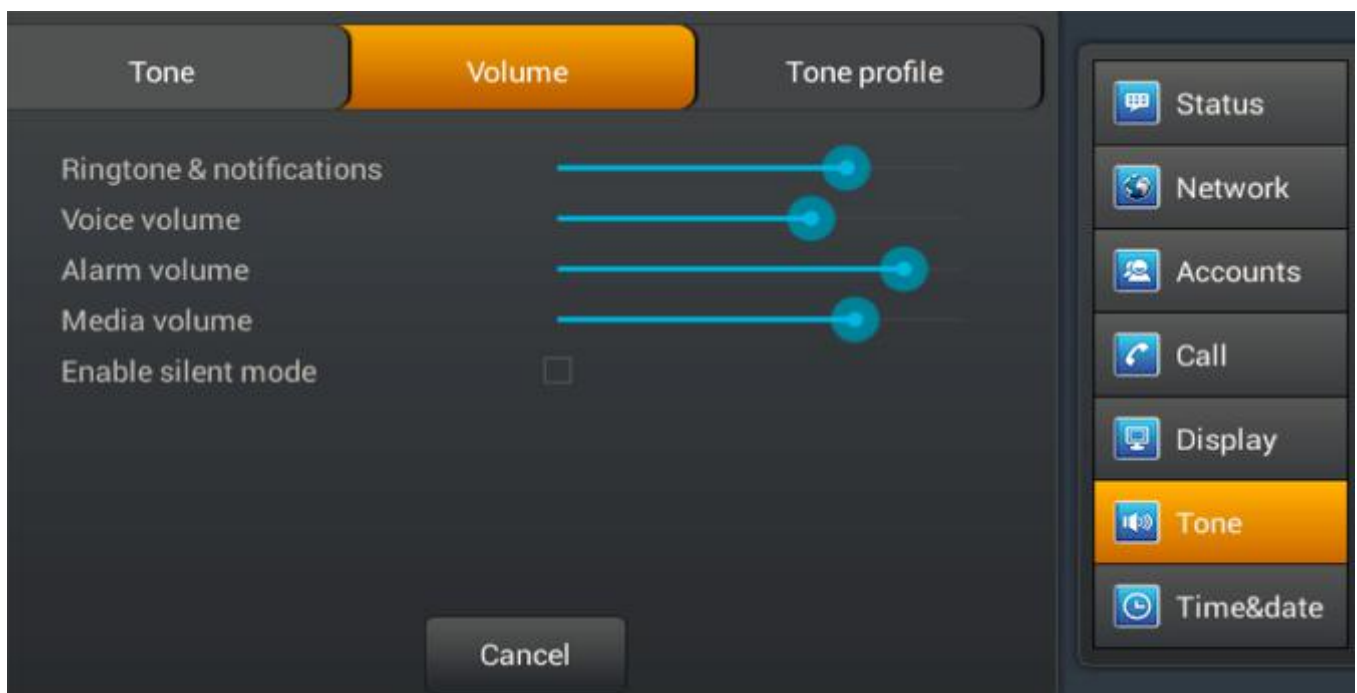 Tone
Volume
Tone profile
Ringtone & notifications
Voice volume
Alarm volume
Media volume
Enable silent mode
Cancel
Status
Network
Accounts
Call
Display
Tone
Time&date